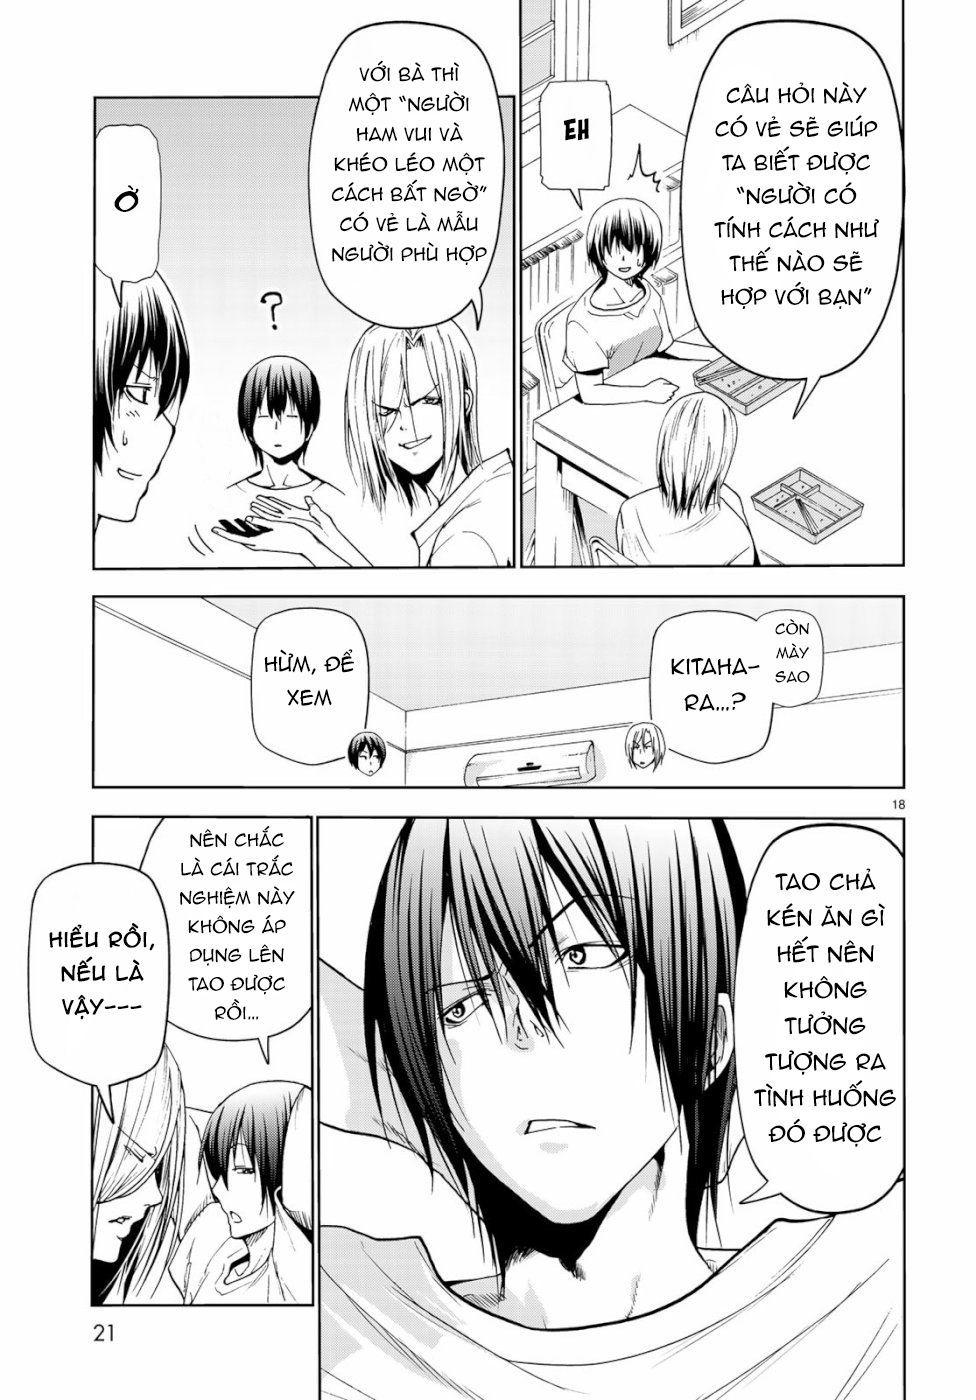 CÂU HỎI NÀY
CÓ VẺ SẼ GIÚP
TA BIẾT ĐƯỢC
"NGƯỜI CÓ
TÍNH CÁCH NHƯ
THẾ NÀO SẼ
HỢP VỚI BẠN"
EH
VỚI BÀ THÌ
MỘT "NGƯỜI
HAM VUI VÀ
KHÉO LÉO MỘT
CÁCH BẤT NGỜ"
CÓ VẺ LÀ MẪU
NGƯỜI PHÙ HỢP
?
Ờ
CÒN
MÀY
SAO
KITAHA-
RA...?
HỪM, ĐỂ
XEM
18
TAO CHẢ
KÉN ĂN GÌ
HẾT NÊN
KHÔNG
TƯỞNG
TƯỢNG RA
TÌNH HUỐNG
ĐÓ ĐƯỢC
NÊN CHẮC
LÀ CÁI TRẮC
NGHIỆM NÀY
KHÔNG ÁP
DỤNG LÊN
TAO ĐƯỢC
RỒI...
HIỂU RỒI,
NẾU LÀ
VẬY---
21